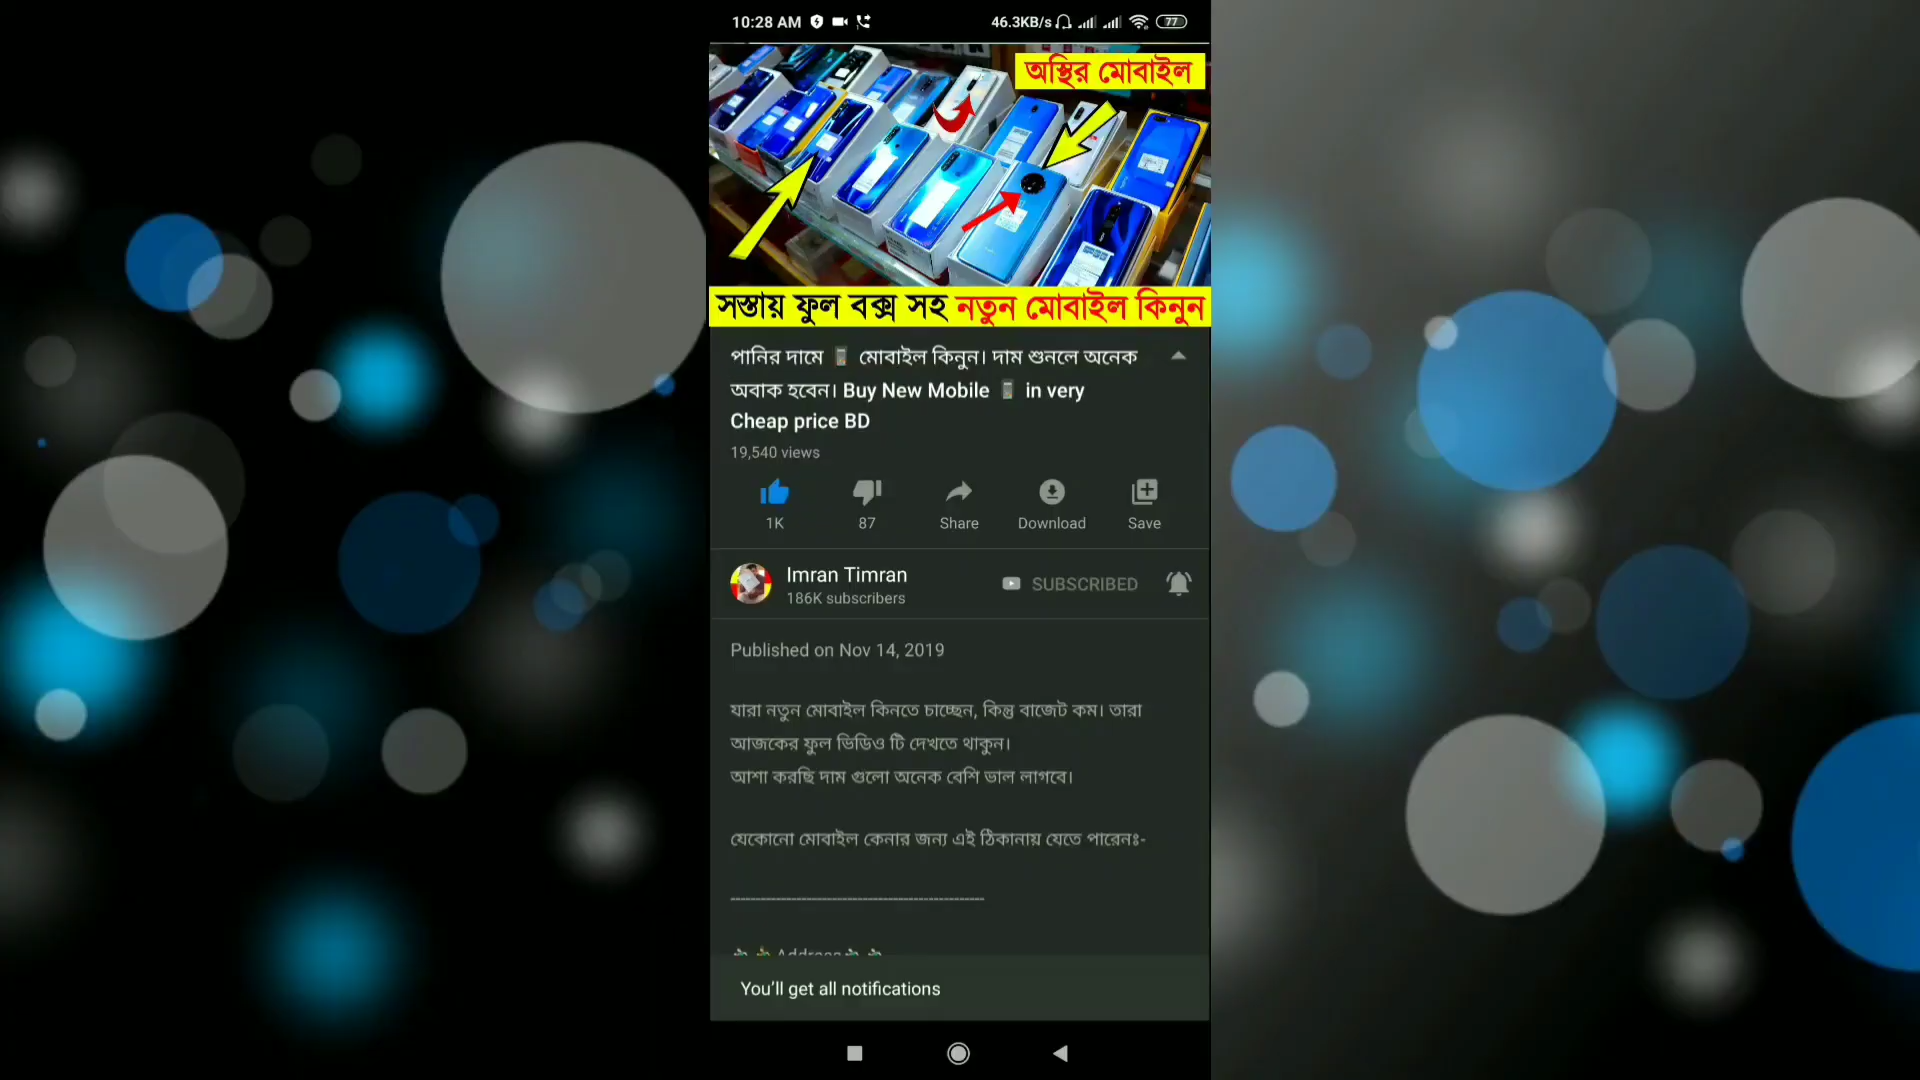 10:28 AM 46.3KB/s 77
অস্থির মোবাইল
সস্তায় ফুল বক্স সহ নতুন মোবাইল কিনুন
পানির দামে 📱 মোবাইল কিনুন। দাম শুনলে অনেক
অবাক হবেন। Buy New Mobile 📱 in very
Cheap price BD
19,540 views
1K 87 Share Download Save
Imran Timran
SUBSCRIBED
186K subscribers
Published on Nov 14, 2019
যারা নতুন মোবাইল কিনতে চাচ্ছেন, কিন্তু বাজেট কম। তারা
আজকের ফুল ভিডিও টি দেখতে থাকুন।
আশা করছি দাম গুলো অনেক বেশি ভাল লাগবে।
যেকোনো মোবাইল কেনার জন্য এই ঠিকানায় যেতে পারেনঃ-
--------------------------------------------------
Address
You'll get all notifications